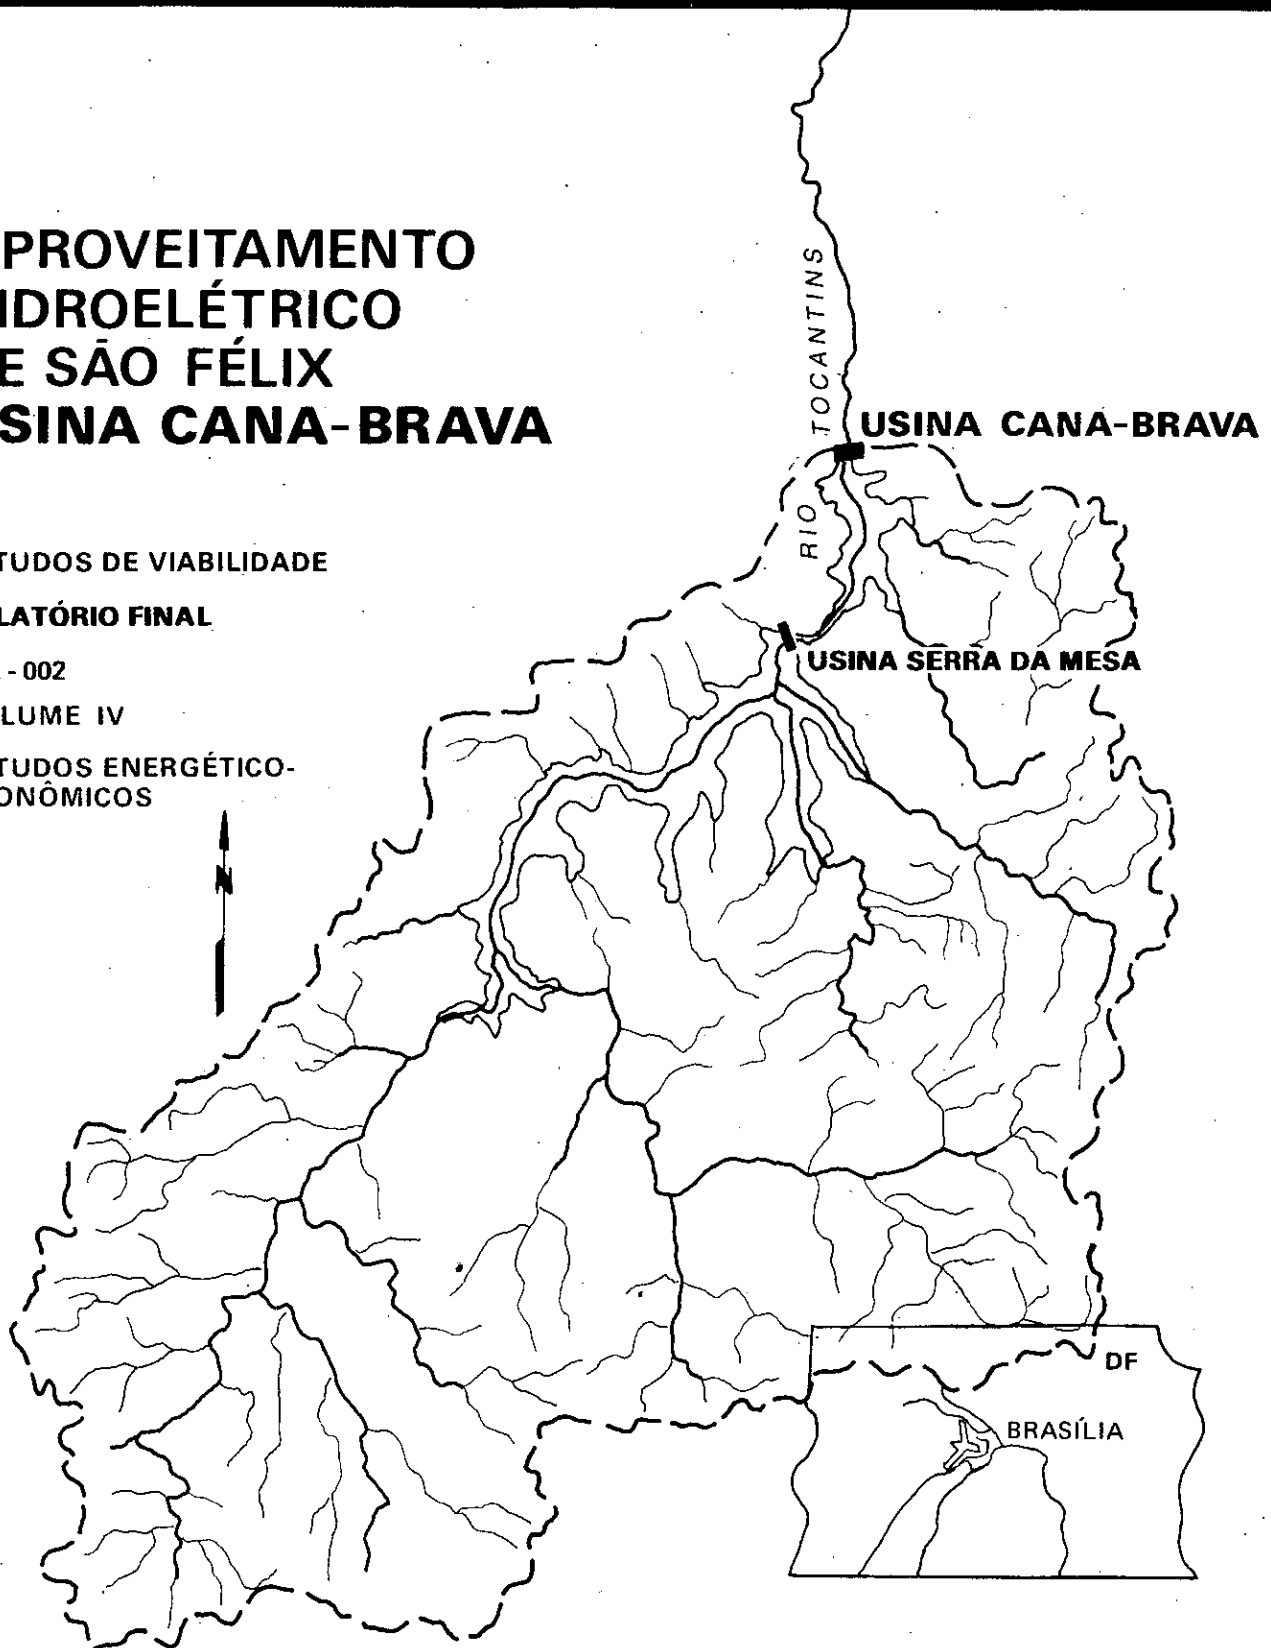 PROVEITAMENTO
IDROELÉTRICO
E SÃO FÉLIX
SINA CANA-BRAVA
TUDOS DE VIABILIDADE
LATÓRIO FINAL
- 002
LUME IV
TUDOS ENERGÉTICO-
ONÔMICOS
N
RIO TOCANTINS
USINA CANA-BRAVA
USINA SERRA DA MESA
DF
BRASÍLIA